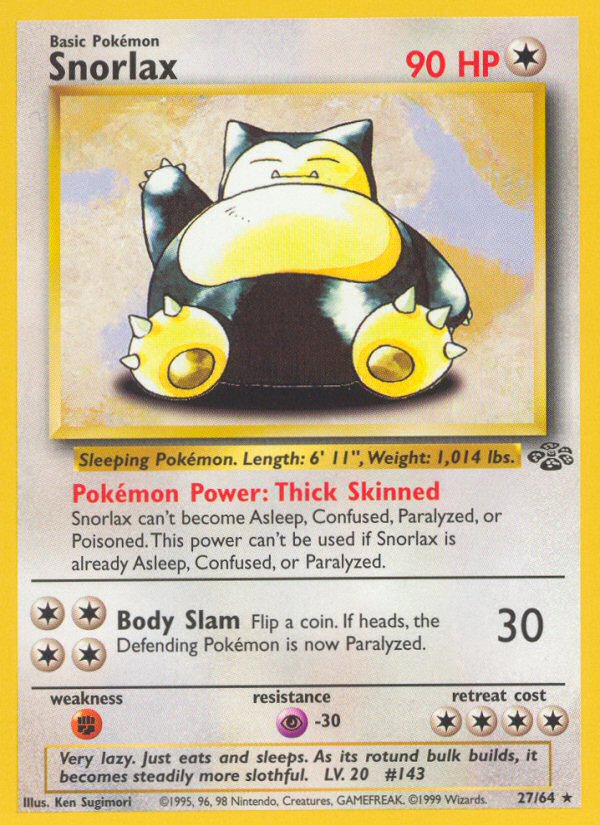 Basic Pokémon
Snorlax
90 HP
Sleeping Pokémon. Length: 6' 11", Weight: 1,014 lbs.
Pokémon Power: Thick Skinned
Snorlax can't become Asleep, Confused, Paralyzed, or
Poisoned. This power can't be used if Snorlax is
already Asleep, Confused, or Paralyzed.
Body Slam Flip a coin. If heads, the
Defending Pokémon is now Paralyzed.
30
weakness
resistance
retreat cost
-30
Very lazy. Just eats and sleeps. As its rotund bulk builds, it
becomes steadily more slothful. LV. 20 #143
Illus. Ken Sugimori ©1995, 96, 98 Nintendo, Creatures, GAMEFREAK. ©1999 Wizards. 27/64 ★